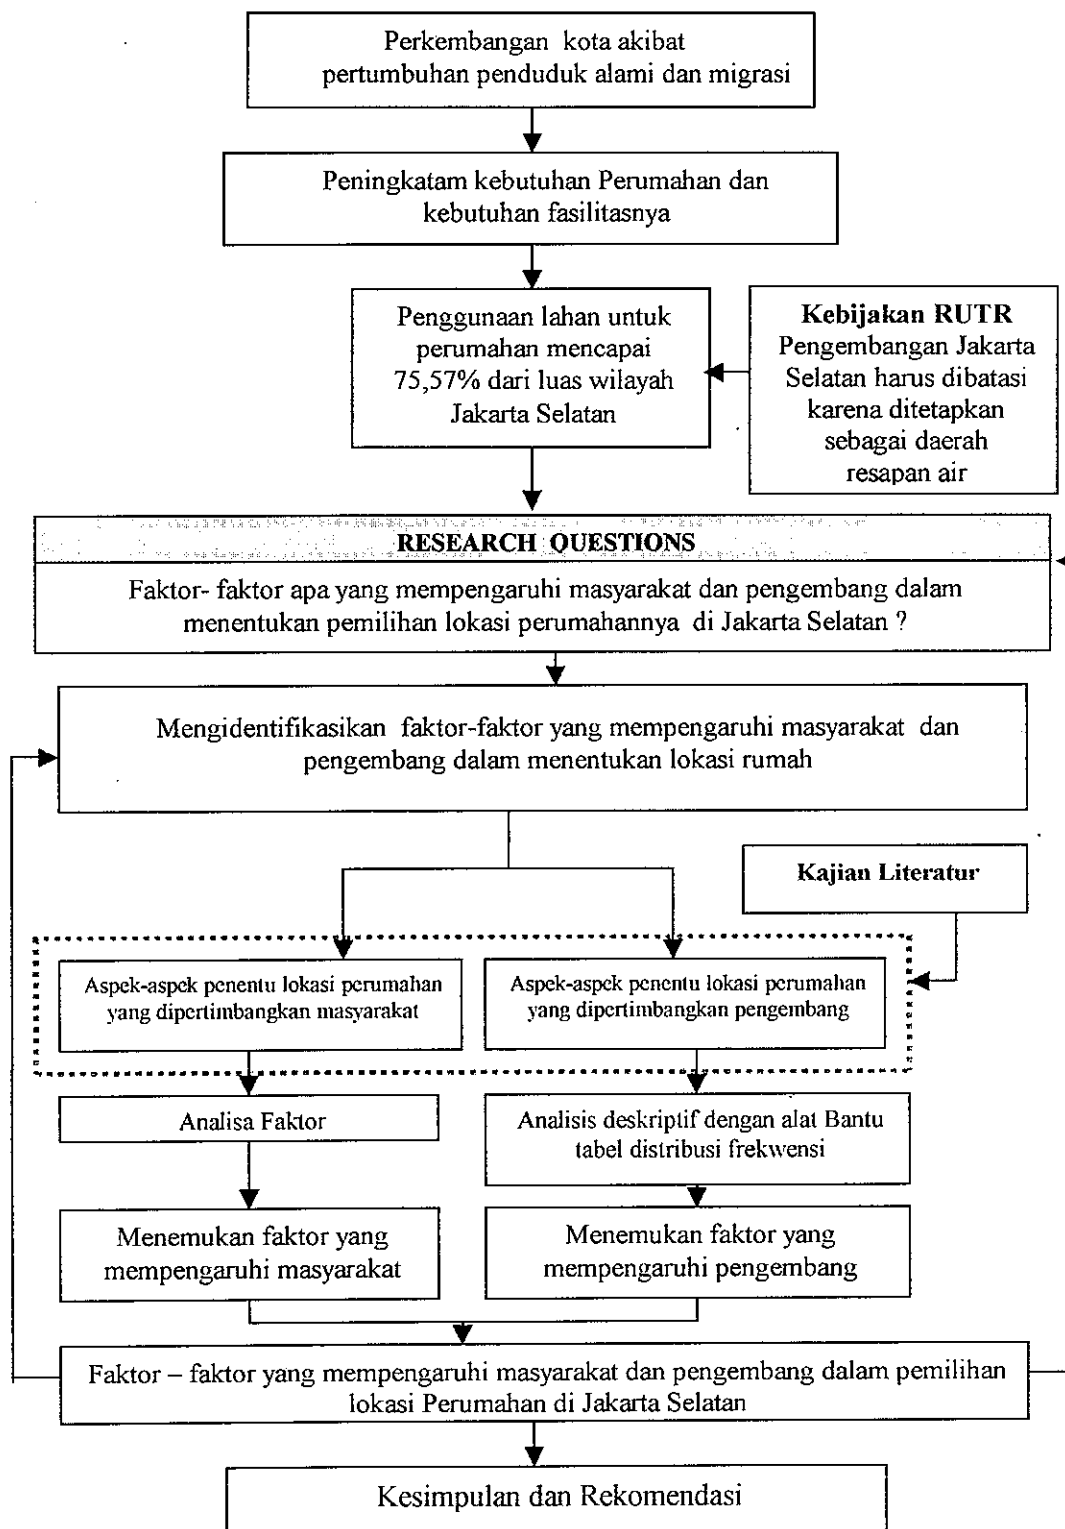 Perkembangan kota akibat
pertumbuhan penduduk alami dan migrasi
Peningkatam kebutuhan Perumahan dan
kebutuhan fasilitasnya
Penggunaan lahan untuk
perumahan mencapai
75,57% dari luas wilayah
Jakarta Selatan
Kebijakan RUTR
Pengembangan Jakarta
Selatan harus dibatasi
karena ditetapkan
sebagai daerah
resapan air
RESEARCH QUESTIONS
Faktor- faktor apa yang mempengaruhi masyarakat dan pengembang dalam
menentukan pemilihan lokasi perumahannya di Jakarta Selatan ?
Mengidentifikasikan faktor-faktor yang mempengaruhi masyarakat dan
pengembang dalam menentukan lokasi rumah
Kajian Literatur
Aspek-aspek penentu lokasi perumahan
yang dipertimbangkan masyarakat
Aspek-aspek penentu lokasi perumahan
yang dipertimbangkan pengembang
Analisa Faktor
Analisis deskriptif dengan alat Bantu
tabel distribusi frekwensi
Menemukan faktor yang
mempengaruhi masyarakat
Menemukan faktor yang
mempengaruhi pengembang
Faktor – faktor yang mempengaruhi masyarakat dan pengembang dalam pemilihan
lokasi Perumahan di Jakarta Selatan
Kesimpulan dan Rekomendasi